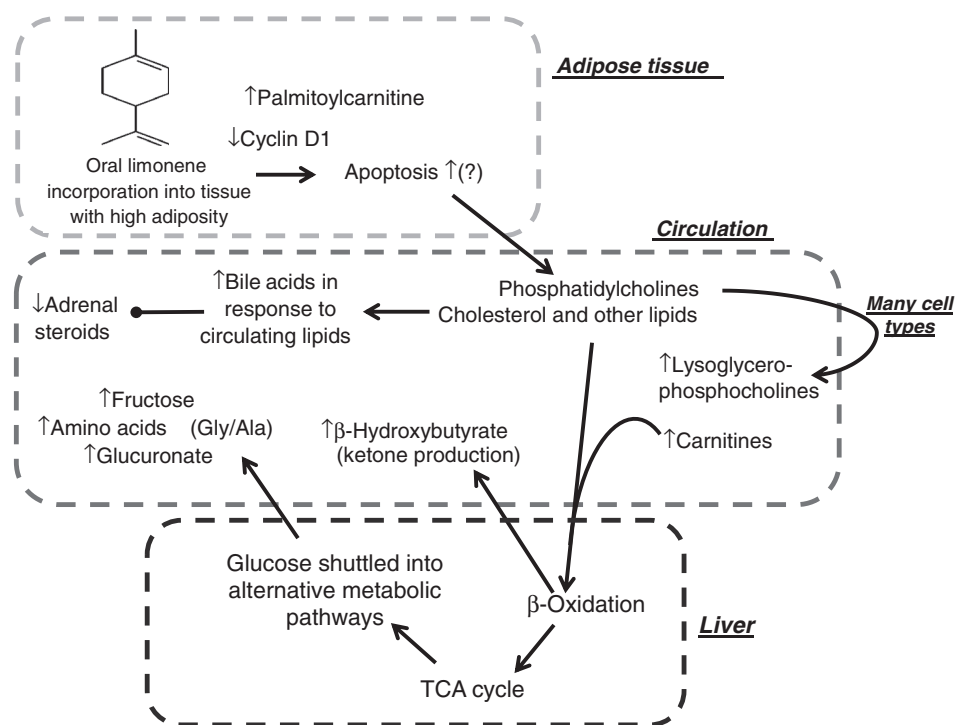 Adipose tissue
↑Palmitoylcarnitine
↓Cyclin D1
Oral limonene
incorporation into tissue
with high adiposity
Apoptosis ↑(?)
Circulation
Phosphatidylcholines
Cholesterol and other lipids
↑Bile acids in
response to
circulating lipids
↓Adrenal
steroids
Many cell
types
↑Lysoglycero-
phosphocholines
↑Carnitines
↑Fructose
↑Amino acids (Gly/Ala)
↑Glucuronate
↑β-Hydroxybutyrate
(ketone production)
Glucose shuttled into
alternative metabolic
pathways
β-Oxidation
Liver
TCA cycle